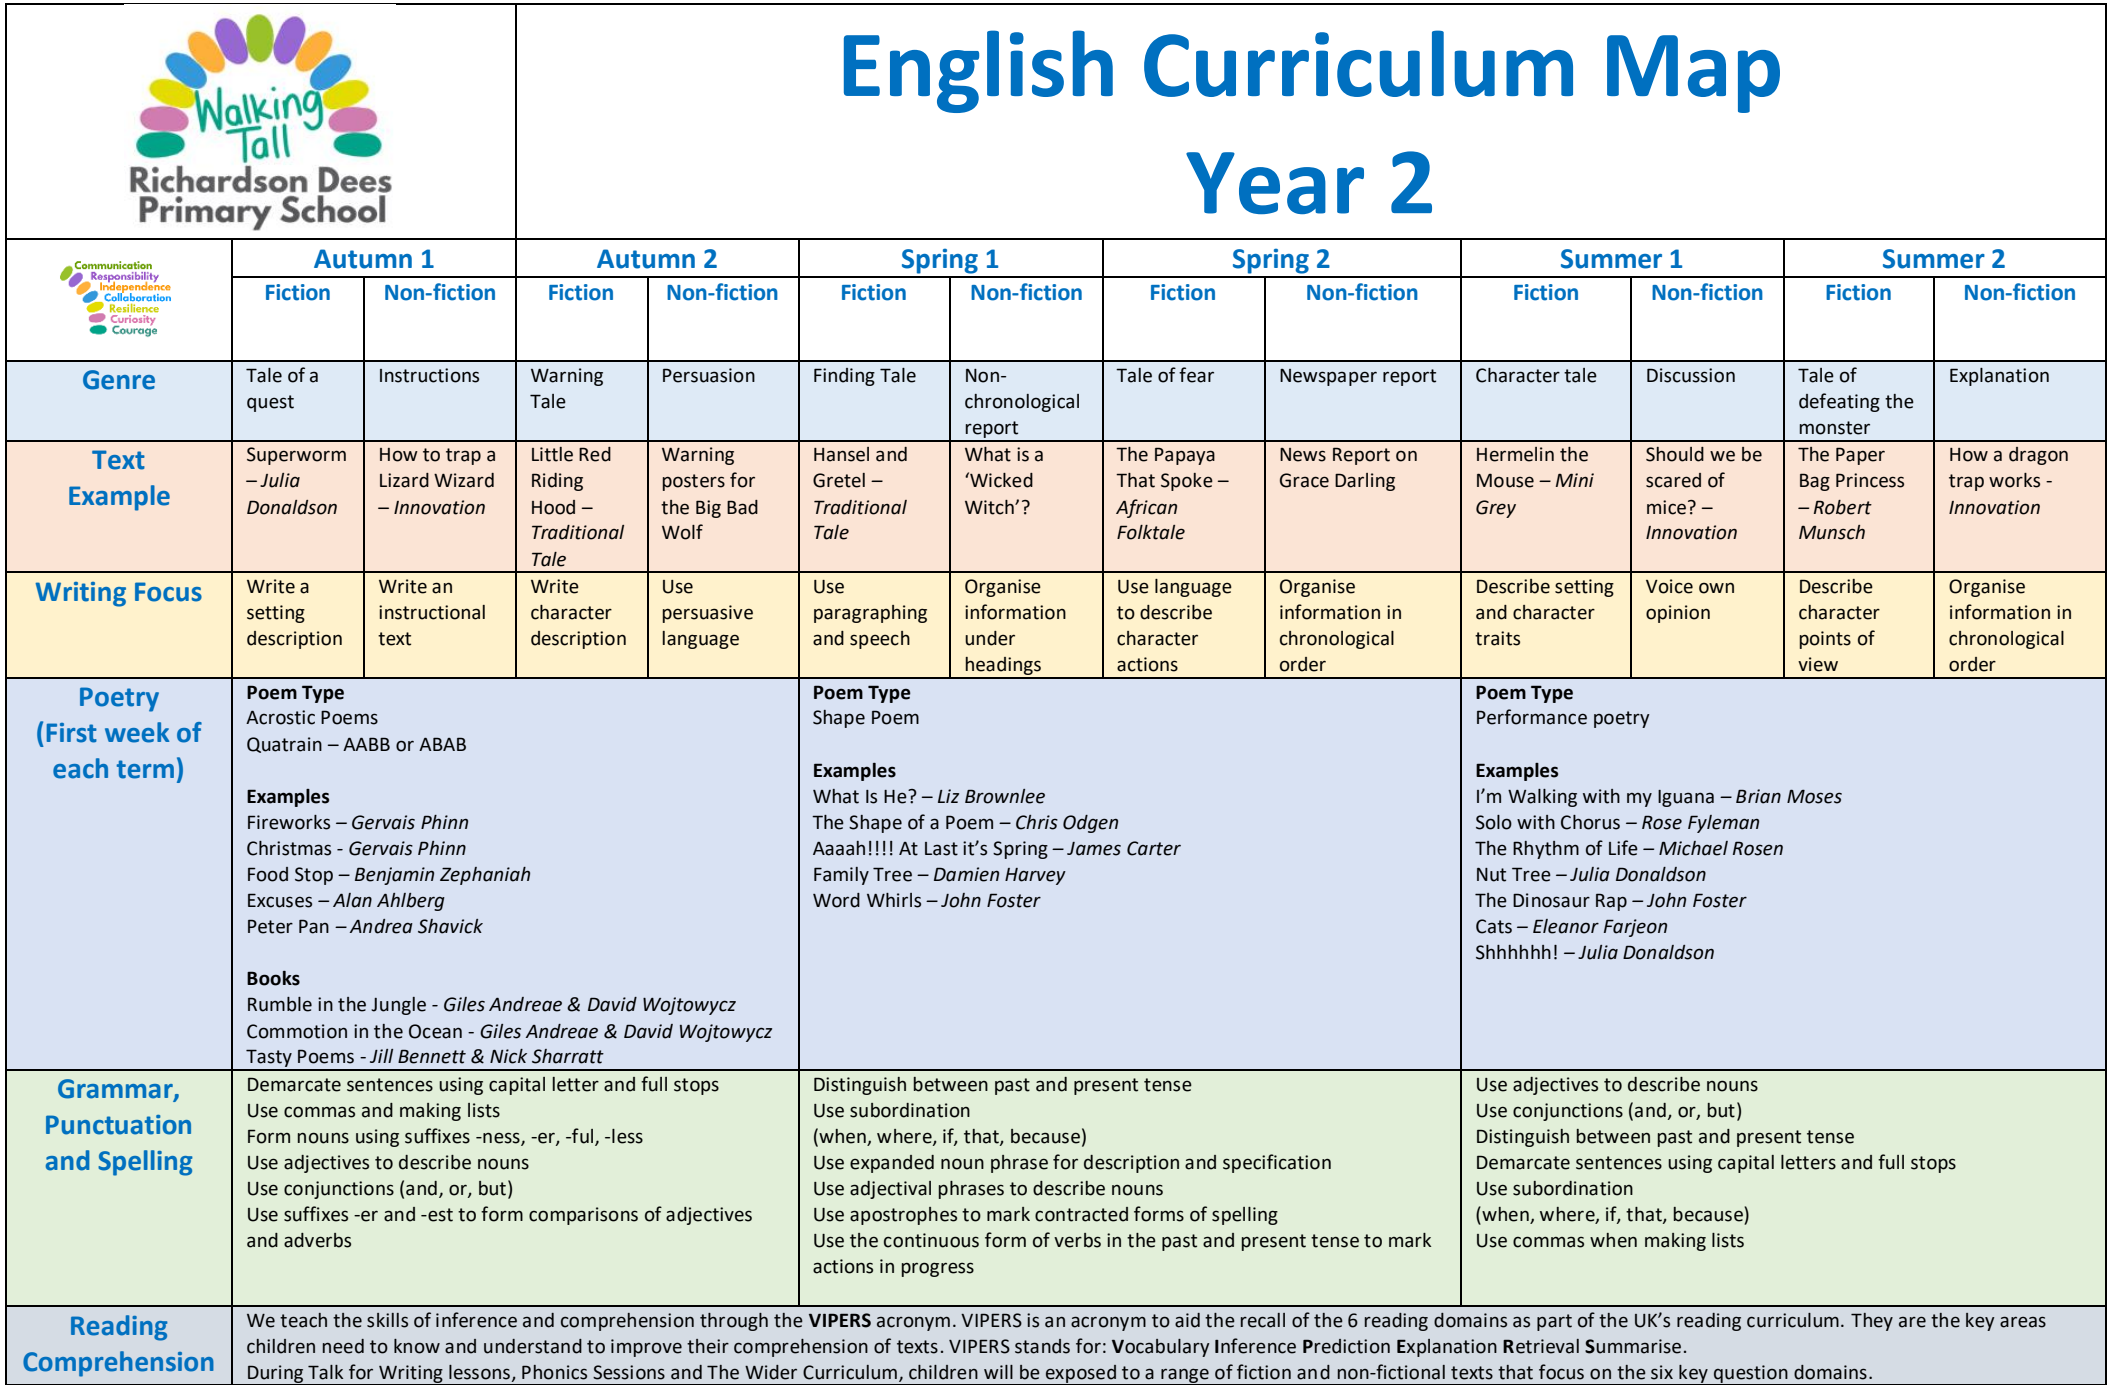 Walking
Tall
Richardson Dees
Primary School
English Curriculum Map
Year 2
Communication
Responsibility
Independence
Collaboration
Resilience
Curiosity
Courage
Autumn 1
Autumn 2
Spring 1
Spring 2
Summer 1
Summer 2
Fiction
Non-fiction
Fiction
Non-fiction
Fiction
Non-fiction
Fiction
Non-fiction
Fiction
Non-fiction
Fiction
Non-fiction
Genre
Tale of a
quest
Instructions
Warning
Tale
Persuasion
Finding Tale
Non-
chronological
report
Tale of fear
Newspaper report
Character tale
Discussion
Tale of
defeating the
monster
Explanation
Text
Example
Superworm
– Julia
Donaldson
How to trap a
Lizard Wizard
– Innovation
Little Red
Riding
Hood –
Traditional
Tale
Warning
posters for
the Big Bad
Wolf
Hansel and
Gretel –
Traditional
Tale
What is a
‘Wicked
Witch’?
The Papaya
That Spoke –
African
Folktale
News Report on
Grace Darling
Hermelin the
Mouse – Mini
Grey
Should we be
scared of
mice? –
Innovation
The Paper
Bag Princess
– Robert
Munsch
How a dragon
trap works -
Innovation
Writing Focus
Write a
setting
description
Write an
instructional
text
Write
character
description
Use
persuasive
language
Use
paragraphing
and speech
Organise
information
under
headings
Use language
to describe
character
actions
Organise
information in
chronological
order
Describe setting
and character
traits
Voice own
opinion
Describe
character
points of
view
Organise
information in
chronological
order
Poetry
(First week of
each term)
Poem Type
Acrostic Poems
Quatrain – AABB or ABAB
Examples
Fireworks – Gervais Phinn
Christmas - Gervais Phinn
Food Stop – Benjamin Zephaniah
Excuses – Alan Ahlberg
Peter Pan – Andrea Shavick
Books
Rumble in the Jungle - Giles Andreae & David Wojtowycz
Commotion in the Ocean - Giles Andreae & David Wojtowycz
Tasty Poems - Jill Bennett & Nick Sharratt
Poem Type
Shape Poem
Examples
What Is He? – Liz Brownlee
The Shape of a Poem – Chris Odgen
Aaaah!!!! At Last it’s Spring – James Carter
Family Tree – Damien Harvey
Word Whirls – John Foster
Poem Type
Performance poetry
Examples
I’m Walking with my Iguana – Brian Moses
Solo with Chorus – Rose Fyleman
The Rhythm of Life – Michael Rosen
Nut Tree – Julia Donaldson
The Dinosaur Rap – John Foster
Cats – Eleanor Farjeon
Shhhhhh! – Julia Donaldson
Grammar,
Punctuation
and Spelling
Demarcate sentences using capital letter and full stops
Use commas and making lists
Form nouns using suffixes -ness, -er, -ful, -less
Use adjectives to describe nouns
Use conjunctions (and, or, but)
Use suffixes -er and -est to form comparisons of adjectives
and adverbs
Distinguish between past and present tense
Use subordination
(when, where, if, that, because)
Use expanded noun phrase for description and specification
Use adjectival phrases to describe nouns
Use apostrophes to mark contracted forms of spelling
Use the continuous form of verbs in the past and present tense to mark
actions in progress
Use adjectives to describe nouns
Use conjunctions (and, or, but)
Distinguish between past and present tense
Demarcate sentences using capital letters and full stops
Use subordination
(when, where, if, that, because)
Use commas when making lists
Reading
Comprehension
We teach the skills of inference and comprehension through the VIPERS acronym. VIPERS is an acronym to aid the recall of the 6 reading domains as part of the UK’s reading curriculum. They are the key areas
children need to know and understand to improve their comprehension of texts. VIPERS stands for: Vocabulary Inference Prediction Explanation Retrieval Summarise.
During Talk for Writing lessons, Phonics Sessions and The Wider Curriculum, children will be exposed to a range of fiction and non-fictional texts that focus on the six key question domains.